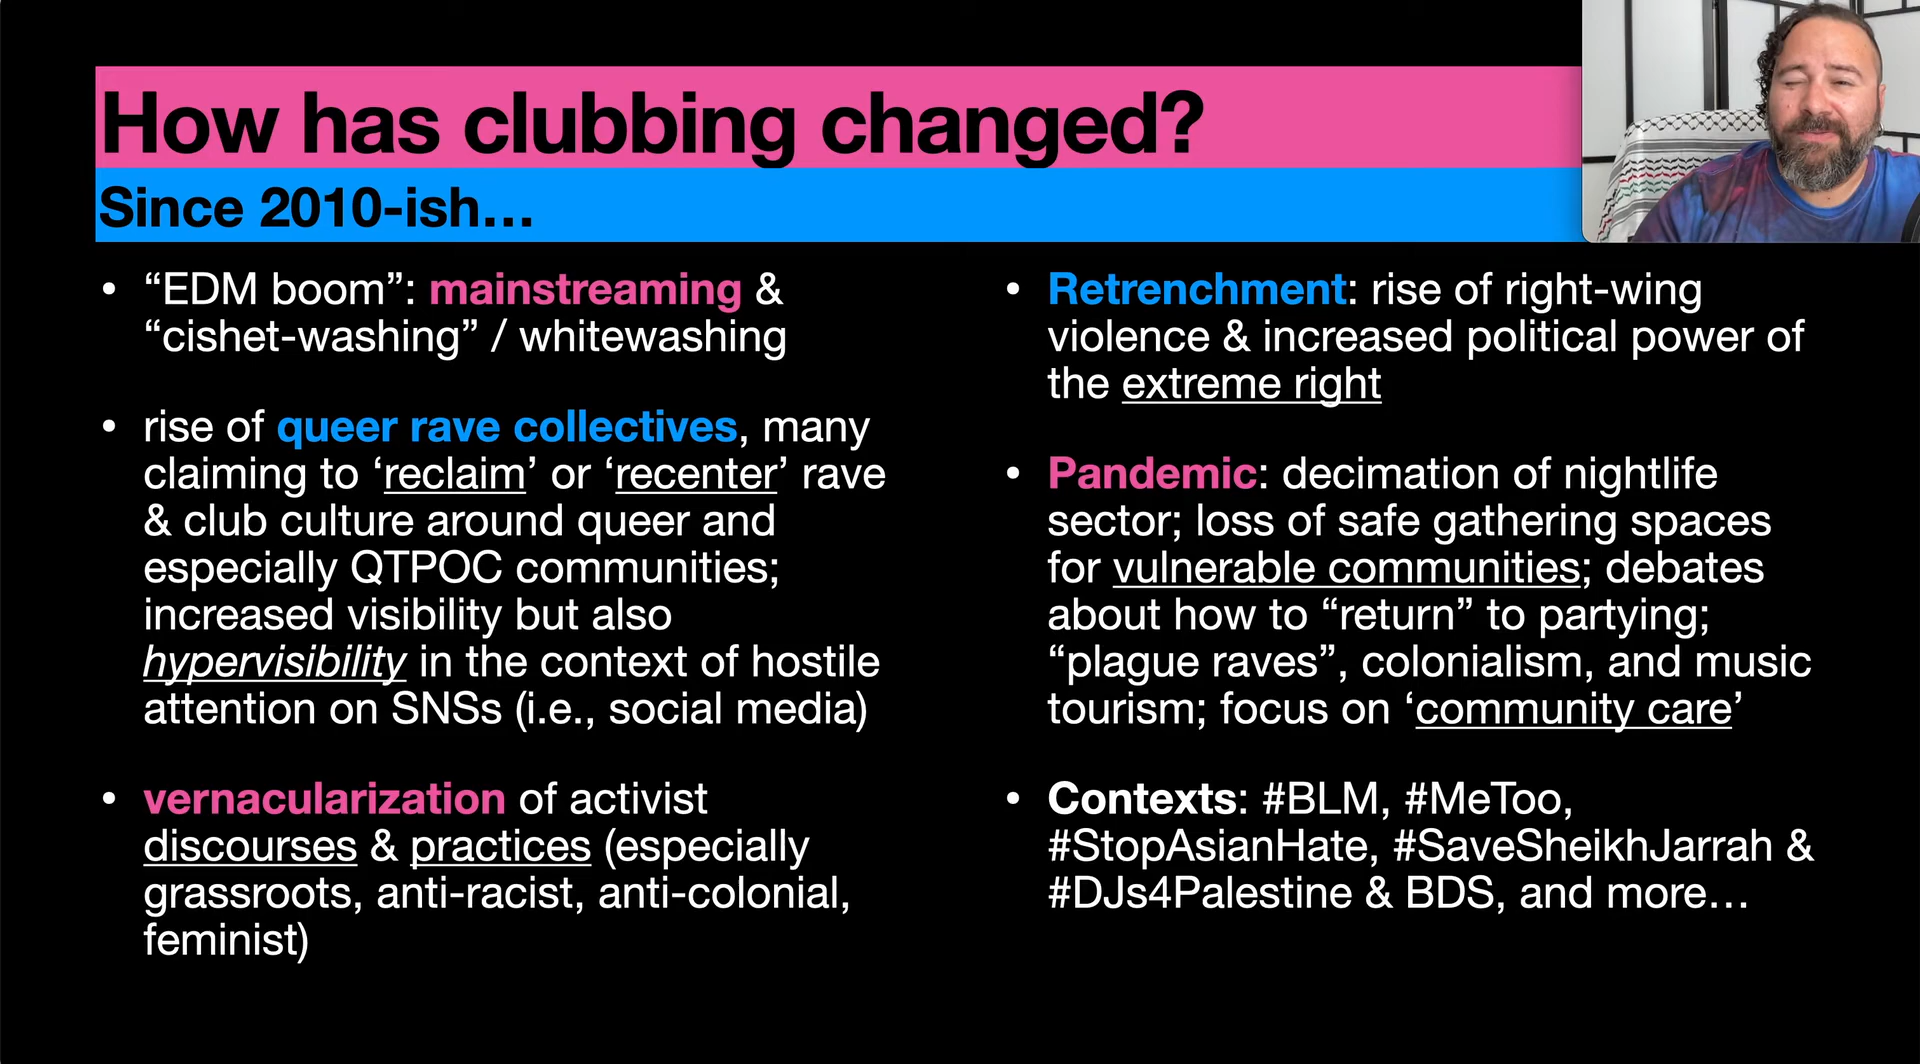 How has clubbing changed?
Since 2010-ish…
• “EDM boom”: mainstreaming &
“cishet-washing” / whitewashing
• rise of queer rave collectives, many
claiming to ‘reclaim’ or ‘recenter’ rave
& club culture around queer and
especially QTPOC communities;
increased visibility but also
hypervisibility in the context of hostile
attention on SNSs (i.e., social media)
• vernacularization of activist
discourses & practices (especially
grassroots, anti-racist, anti-colonial,
feminist)
• Retrenchment: rise of right-wing
violence & increased political power of
the extreme right
• Pandemic: decimation of nightlife
sector; loss of safe gathering spaces
for vulnerable communities; debates
about how to “return” to partying;
“plague raves”, colonialism, and music
tourism; focus on ‘community care’
• Contexts: #BLM, #MeToo,
#StopAsianHate, #SaveSheikhJarrah &
#DJs4Palestine & BDS, and more…